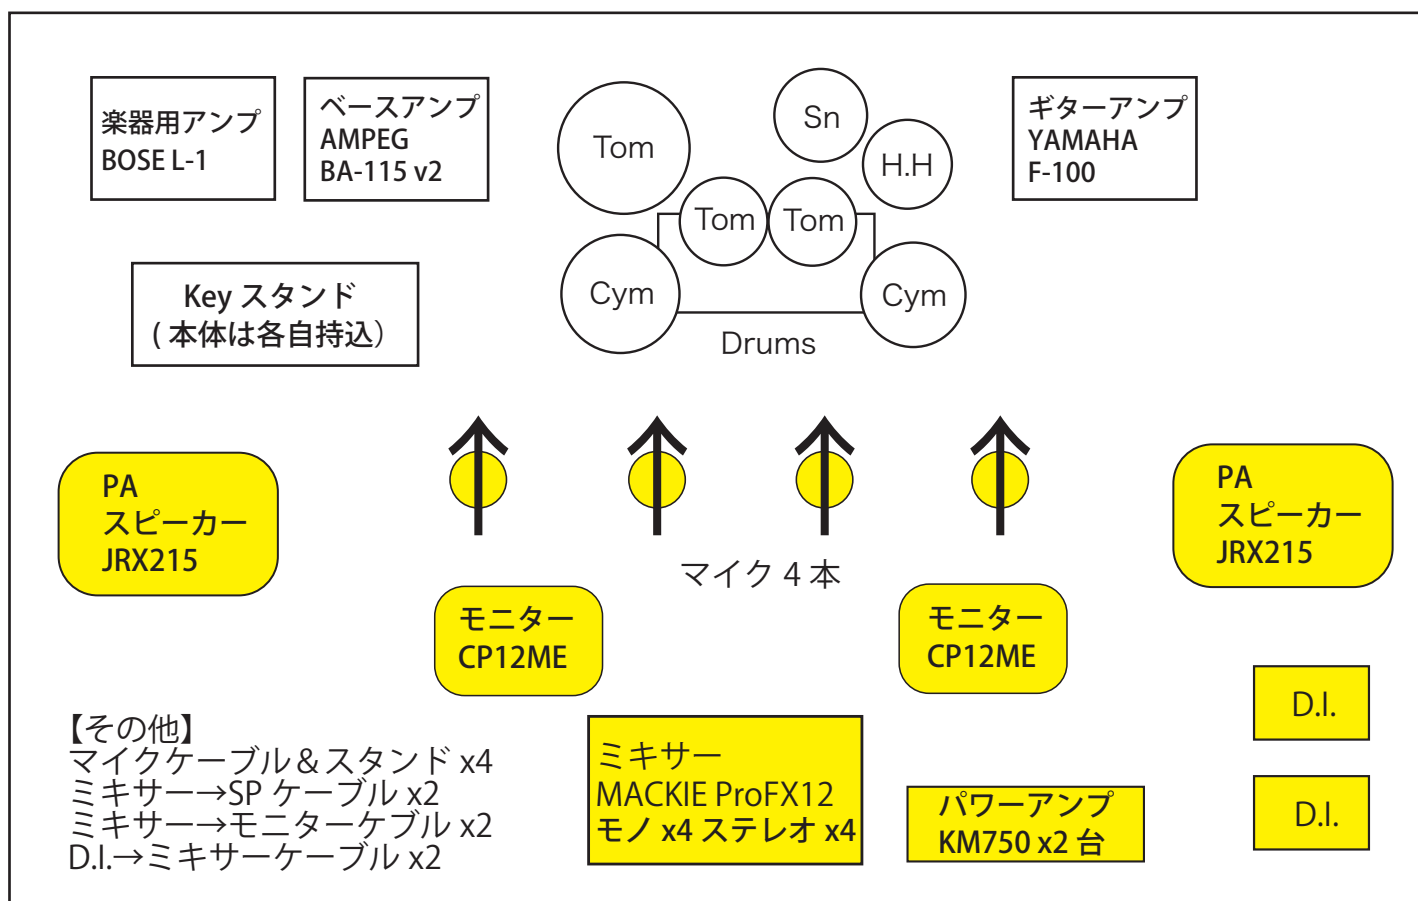 楽器用アンプ
BOSE L-1
ベースアンプ
AMPEG
BA-115 v2
Tom
Sn
H.H
Tom
Tom
Cym
Cym
Drums
ギターアンプ
YAMAHA
F-100
Key スタンド
( 本体は各自持込）
PA
スピーカー
JRX215
マイク 4 本
PA
スピーカー
JRX215
モニター
CP12ME
モニター
CP12ME
【その他】
マイクケーブル＆スタンド x4
ミキサー→SP ケーブル x2
ミキサー→モニターケブル x2
D.I.→ミキサーケーブル x2
ミキサー
MACKIE ProFX12
モノ x4 ステレオ x4
パワーアンプ
KM750 x2 台
D.I.
D.I.